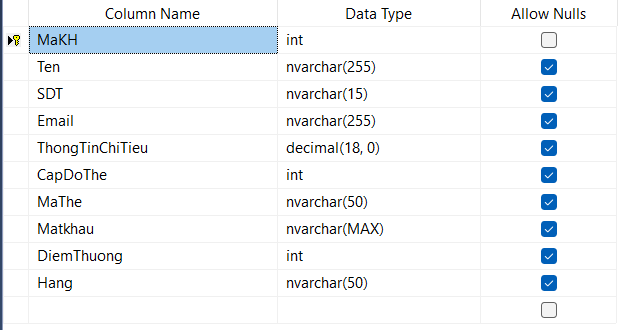 Column Name Data Type Allow Nulls
MaKH int
Ten nvarchar(255)
SDT nvarchar(15)
Email nvarchar(255)
ThongTinChiTieu decimal(18, 0)
CapDoThe int
MaThe nvarchar(50)
Matkhau nvarchar(MAX)
DiemThuong int
Hang nvarchar(50)